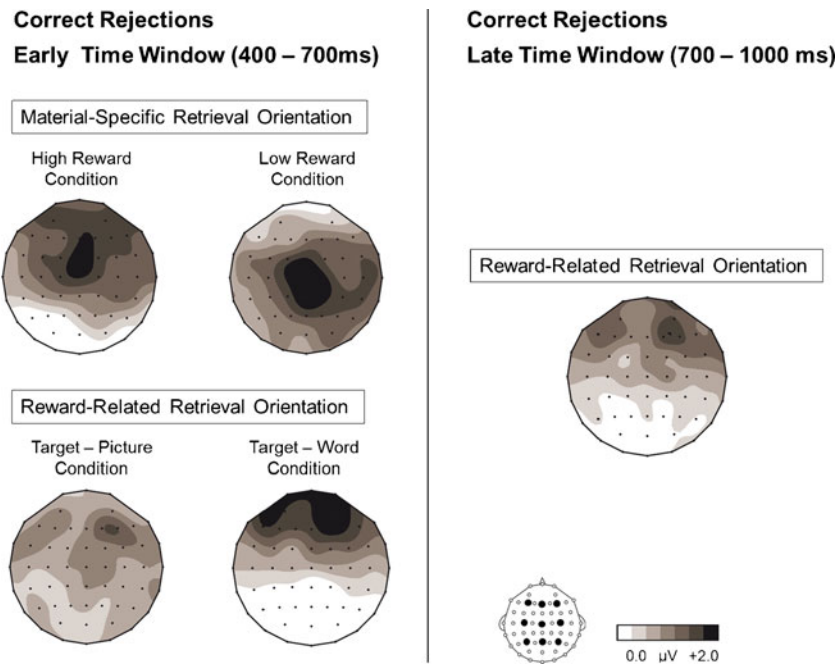 Correct Rejections
Early Time Window (400 – 700ms)
Material-Specific Retrieval Orientation
High Reward
Condition
Low Reward
Condition
Reward-Related Retrieval Orientation
Target – Picture
Condition
Target – Word
Condition
Correct Rejections
Late Time Window (700 – 1000 ms)
Reward-Related Retrieval Orientation
0.0 μV +2.0